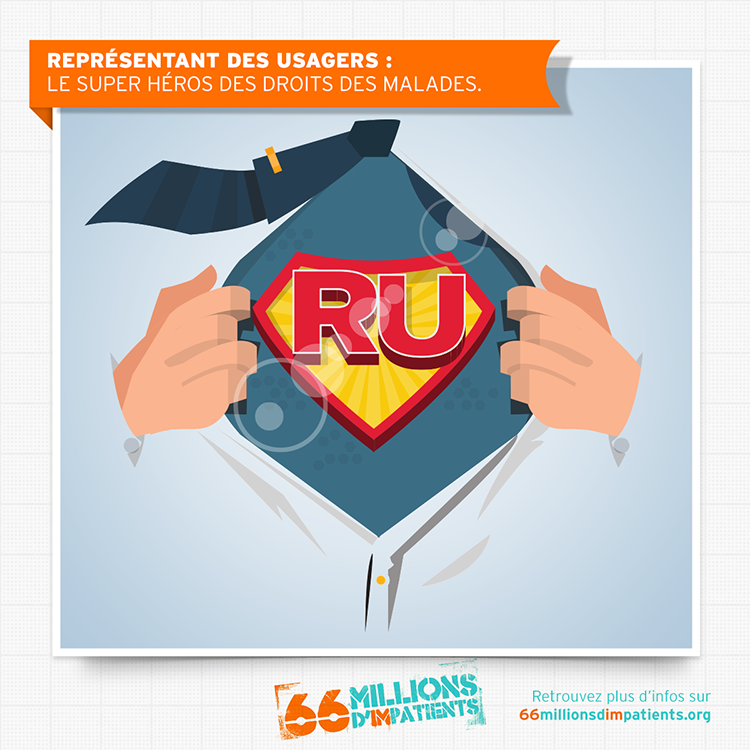 REPRÉSENTANT DES USAGERS :
LE SUPER HÉROS DES DROITS DES MALADES.
RU
66 MILLIONS
D'IMPATIENTS
Retrouvez plus d'infos sur
66millionsdimpatients.org